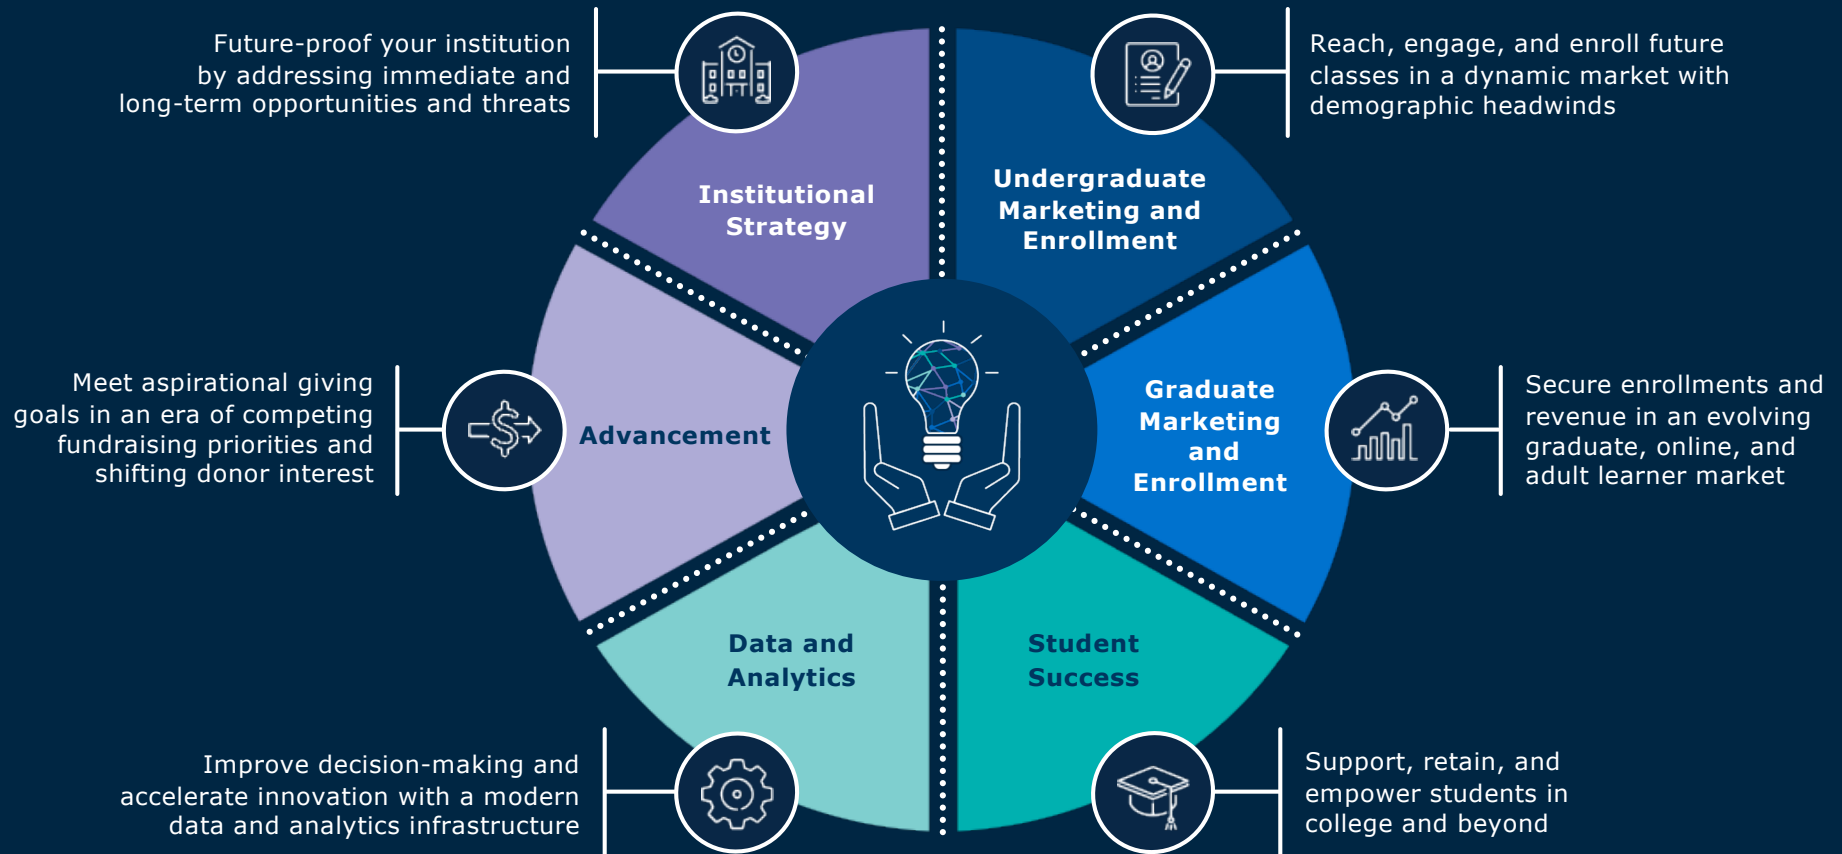 Future-proof your institution
by addressing immediate and
long-term opportunities and threats
Institutional
Strategy
Reach, engage, and enroll future
classes in a dynamic market with
demographic headwinds
Undergraduate
Marketing and
Enrollment
Meet aspirational giving
goals in an era of competing
fundraising priorities and
shifting donor interest
Advancement
Graduate
Marketing
and
Enrollment
Secure enrollments and
revenue in an evolving
graduate, online, and
adult learner market
Data and
Analytics
Improve decision-making and
accelerate innovation with a modern
data and analytics infrastructure
Student
Success
Support, retain, and
empower students in
college and beyond